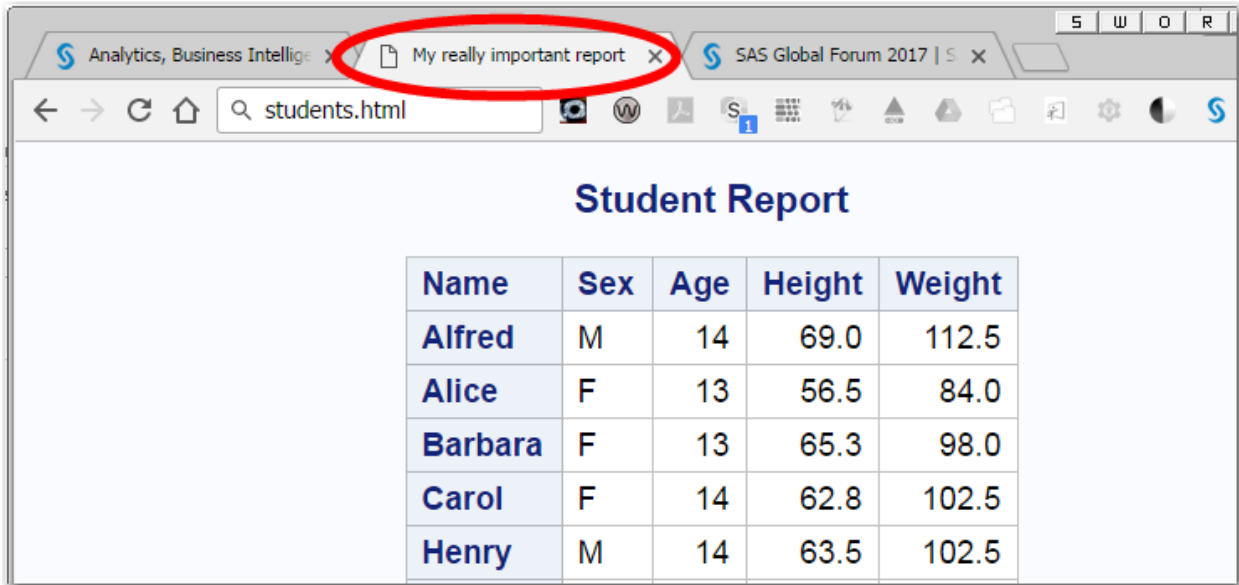 S W O R
Analytics, Business Intellige My really important report SAS Global Forum 2017 | S
students.html
S 1
Student Report
Name Sex Age Height Weight
Alfred M 14 69.0 112.5
Alice F 13 56.5 84.0
Barbara F 13 65.3 98.0
Carol F 14 62.8 102.5
Henry M 14 63.5 102.5